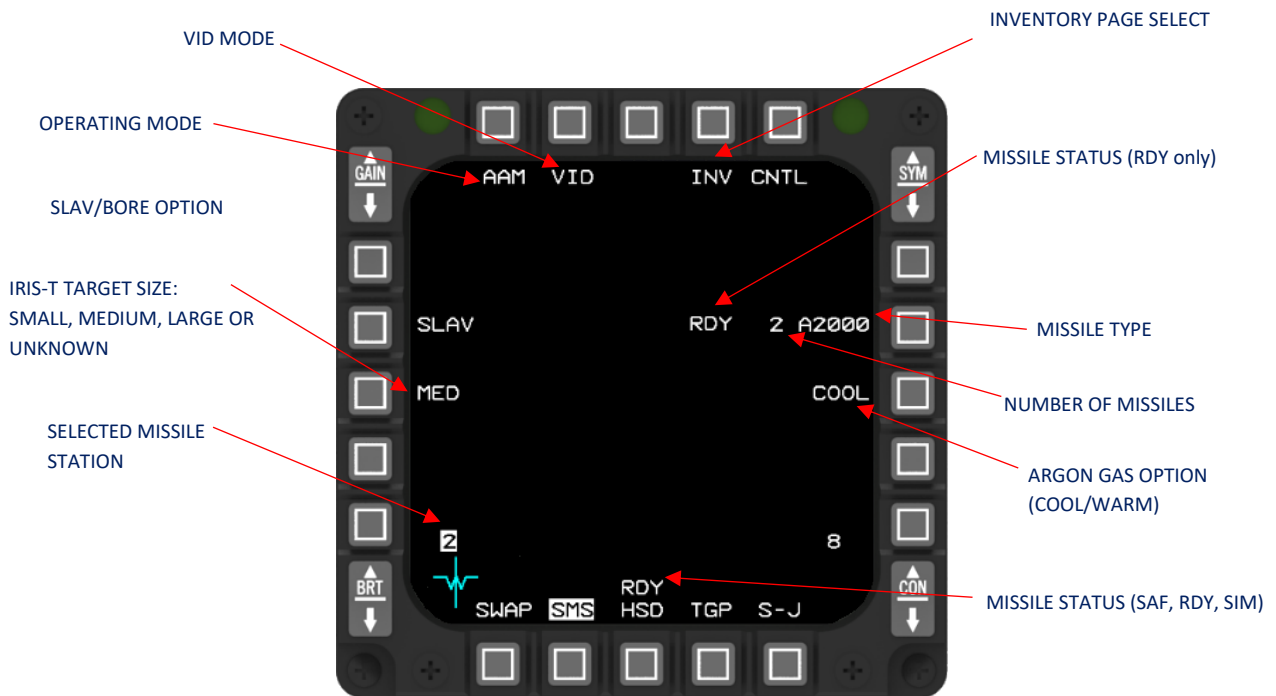 INVENTORY PAGE SELECT
VID MODE
OPERATING MODE
MISSILE STATUS (RDY only)
GAIN
AAM VID INV CNTL
SYM
SLAV/BORE OPTION
IRIS-T TARGET SIZE:
SMALL, MEDIUM, LARGE OR
UNKNOWN
SLAV RDY 2 A2000
MISSILE TYPE
MED COOL
NUMBER OF MISSILES
SELECTED MISSILE
STATION
ARGON GAS OPTION
(COOL/WARM)
2 8
BRT
RDY
CON
SWAP SMS HSD TGP S-J
MISSILE STATUS (SAF, RDY, SIM)